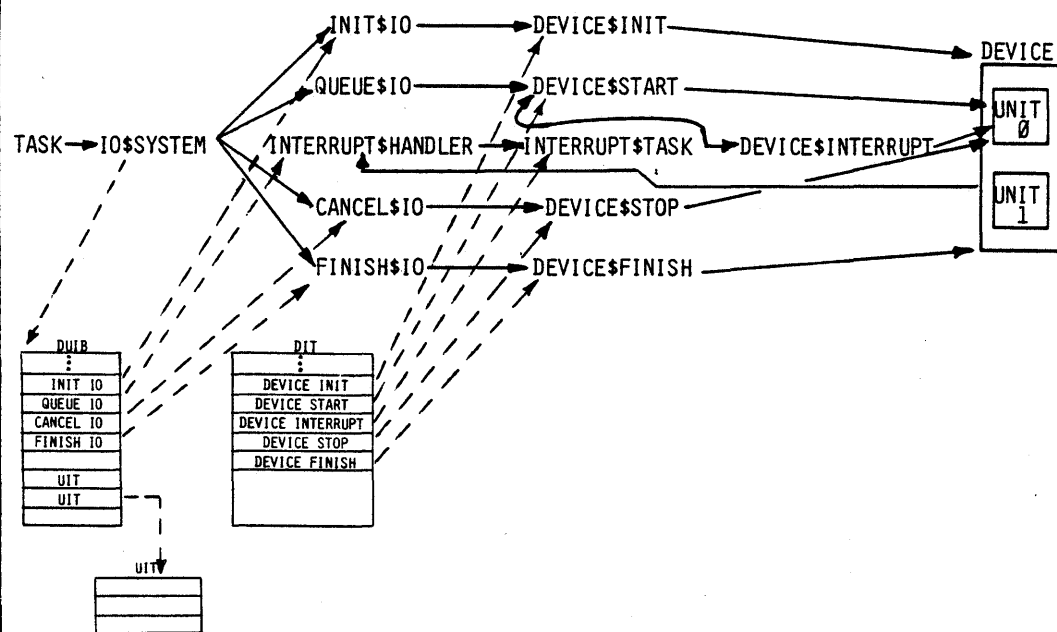 INIT$IO DEVICE$INIT
DEVICE
QUEUE$IO DEVICE$START
UNIT
0
TASK IO$SYSTEM INTERRUPT$HANDLER INTERRUPT$TASK DEVICE$INTERRUPT
UNIT
1
CANCEL$IO DEVICE$STOP
FINISH$IO DEVICE$FINISH
DUIB
INIT IO
QUEUE IO
CANCEL IO
FINISH IO
UIT
UIT
DIT
DEVICE INIT
DEVICE START
DEVICE INTERRUPT
DEVICE STOP
DEVICE FINISH
UIT